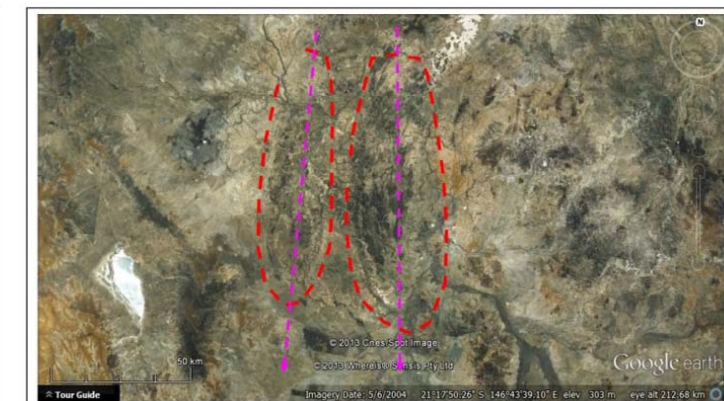 N
© 2013 Cnes/Spot Image
50 km
© 2013 Whereis® Sensis Pty Ltd
Google earth
Tour Guide
Imagery Date: 5/6/2004 21°17'50.26" S 146°43'39.10" E elev 303 m eye alt 212.68 km